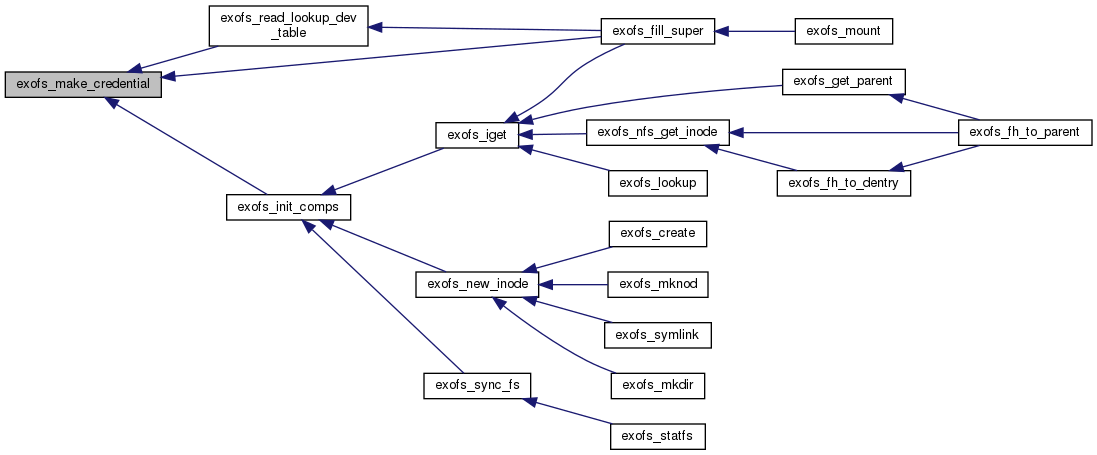 exofs_read_lookup_dev
_table
exofs_fill_super
exofs_mount
exofs_make_credential
exofs_get_parent
exofs_iget
exofs_nfs_get_inode
exofs_fh_to_parent
exofs_lookup
exofs_fh_to_dentry
exofs_init_comps
exofs_create
exofs_new_inode
exofs_mknod
exofs_symlink
exofs_sync_fs
exofs_mkdir
exofs_statfs